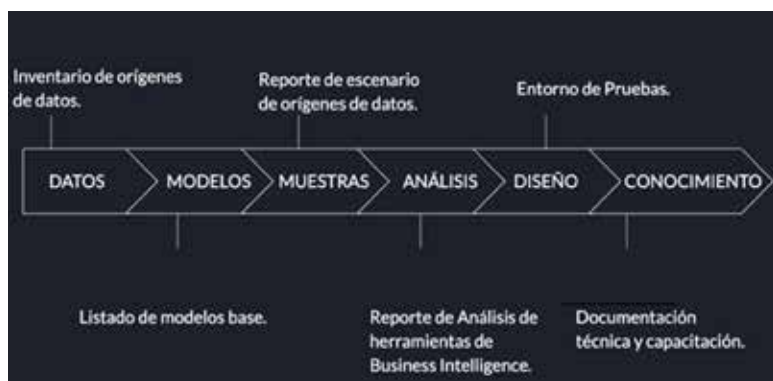 Inventario de orígenes
de datos.
Reporte de escenario
de orígenes de datos.
Entorno de Pruebas.
DATOS
MODELOS
MUESTRAS
ANÁLISIS
DISEÑO
CONOCIMIENTO
Listado de modelos base.
Reporte de Análisis de
herramientas de
Business Intelligence.
Documentación
técnica y capacitación.